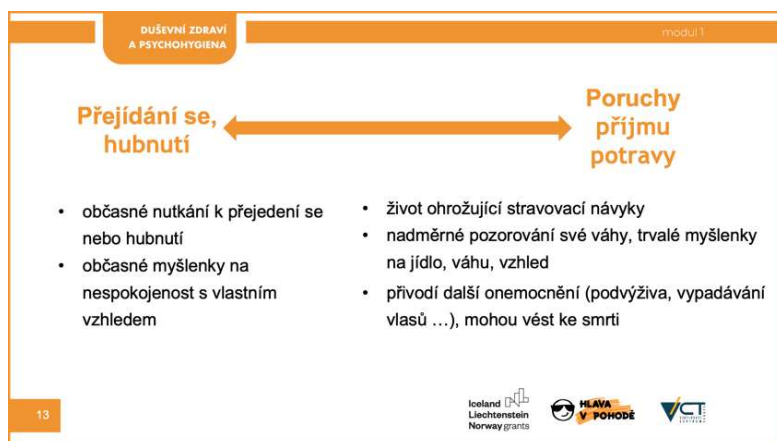 DUŠEVNÍ ZDRAVÍ
A PSYCHOHYGIENA
modul 1
Přejídání se,
hubnutí
Poruchy
příjmu
potravy
• občasné nutkání k přejedení se
nebo hubnutí
• občasné myšlenky na
nespokojenost s vlastním
vzhledem
• život ohrožující stravovací návyky
• nadměrné pozorování své váhy, trvalé myšlenky
na jídlo, váhu, vzhled
• přivodí další onemocnění (podvýživa, vypadávání
vlasů …), mohou vést ke smrti
13
Iceland
Liechtenstein
Norway grants
HLAVA
V POHODĚ